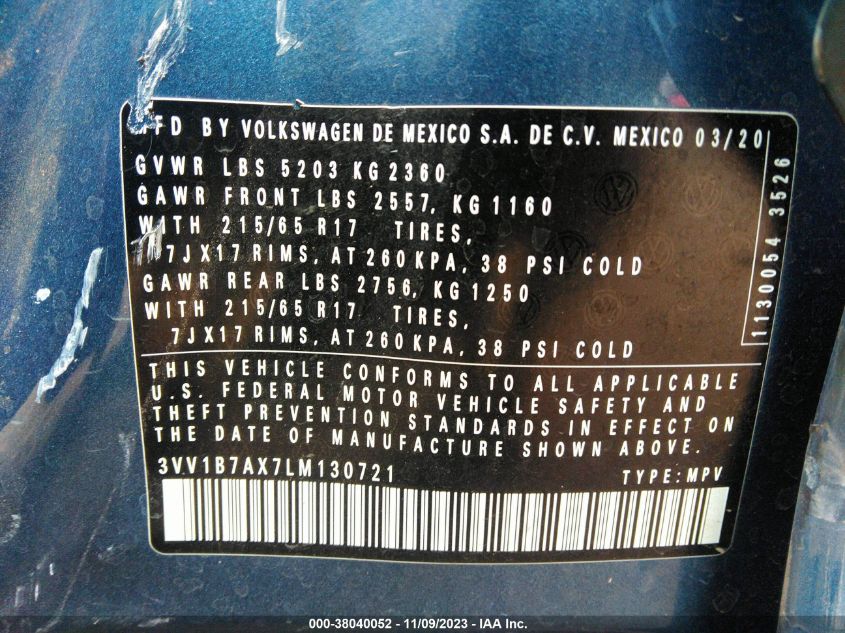 MFD BY VOLKSWAGEN DE MEXICO S.A. DE C.V. MEXICO 03/20
GVWR LBS 5203 KG 2360
GAWR FRONT LBS 2557, KG 1160
WITH 215/65 R17 TIRES,
7JX17 RIMS, AT 260 KPA, 38 PSI COLD
GAWR REAR LBS 2756, KG 1250
WITH 215/65 R17 TIRES,
7JX17 RIMS, AT 260 KPA, 38 PSI COLD
1130054 3526
THIS VEHICLE CONFORMS TO ALL APPLICABLE
U.S. FEDERAL MOTOR VEHICLE SAFETY AND
THEFT PREVENTION STANDARDS IN EFFECT ON
THE DATE OF MANUFACTURE SHOWN ABOVE.
3VV1B7AX7LM130721 TYPE: MPV
000-38040052 - 11/09/2023 - IAA Inc.